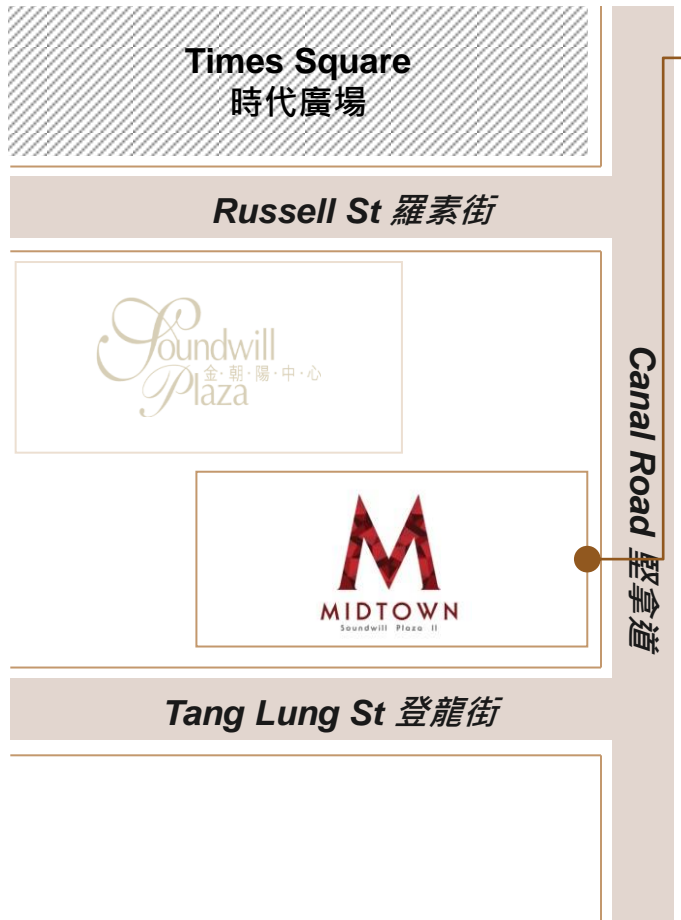 Times Square
時代廣場
Russell St 羅素街
Soundwill
金·朝·陽·中·心
Plaza
Canal Road 堅拿道
M
MIDTOWN
Soundwill Plaza II
Tang Lung St 登龍街